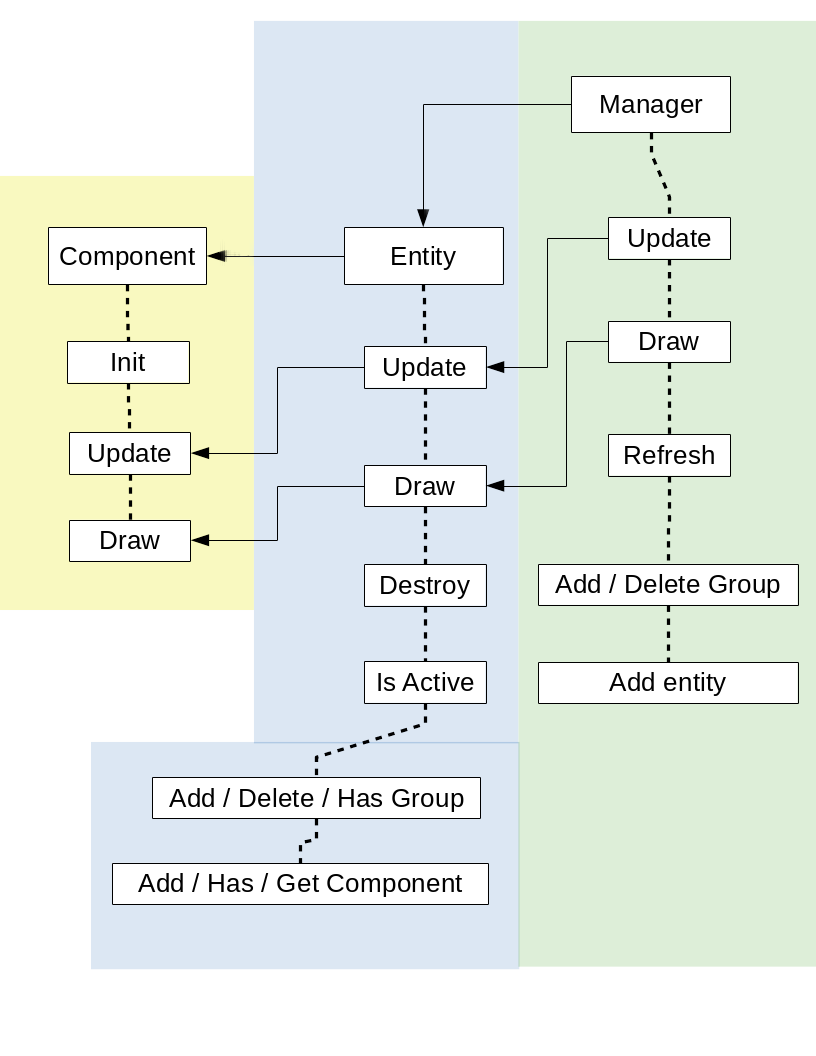 Manager
Component
Entity
Update
Draw
Init
Update
Update
Refresh
Draw
Draw
Destroy
Add / Delete Group
Is Active
Add entity
Add / Delete / Has Group
Add / Has / Get Component